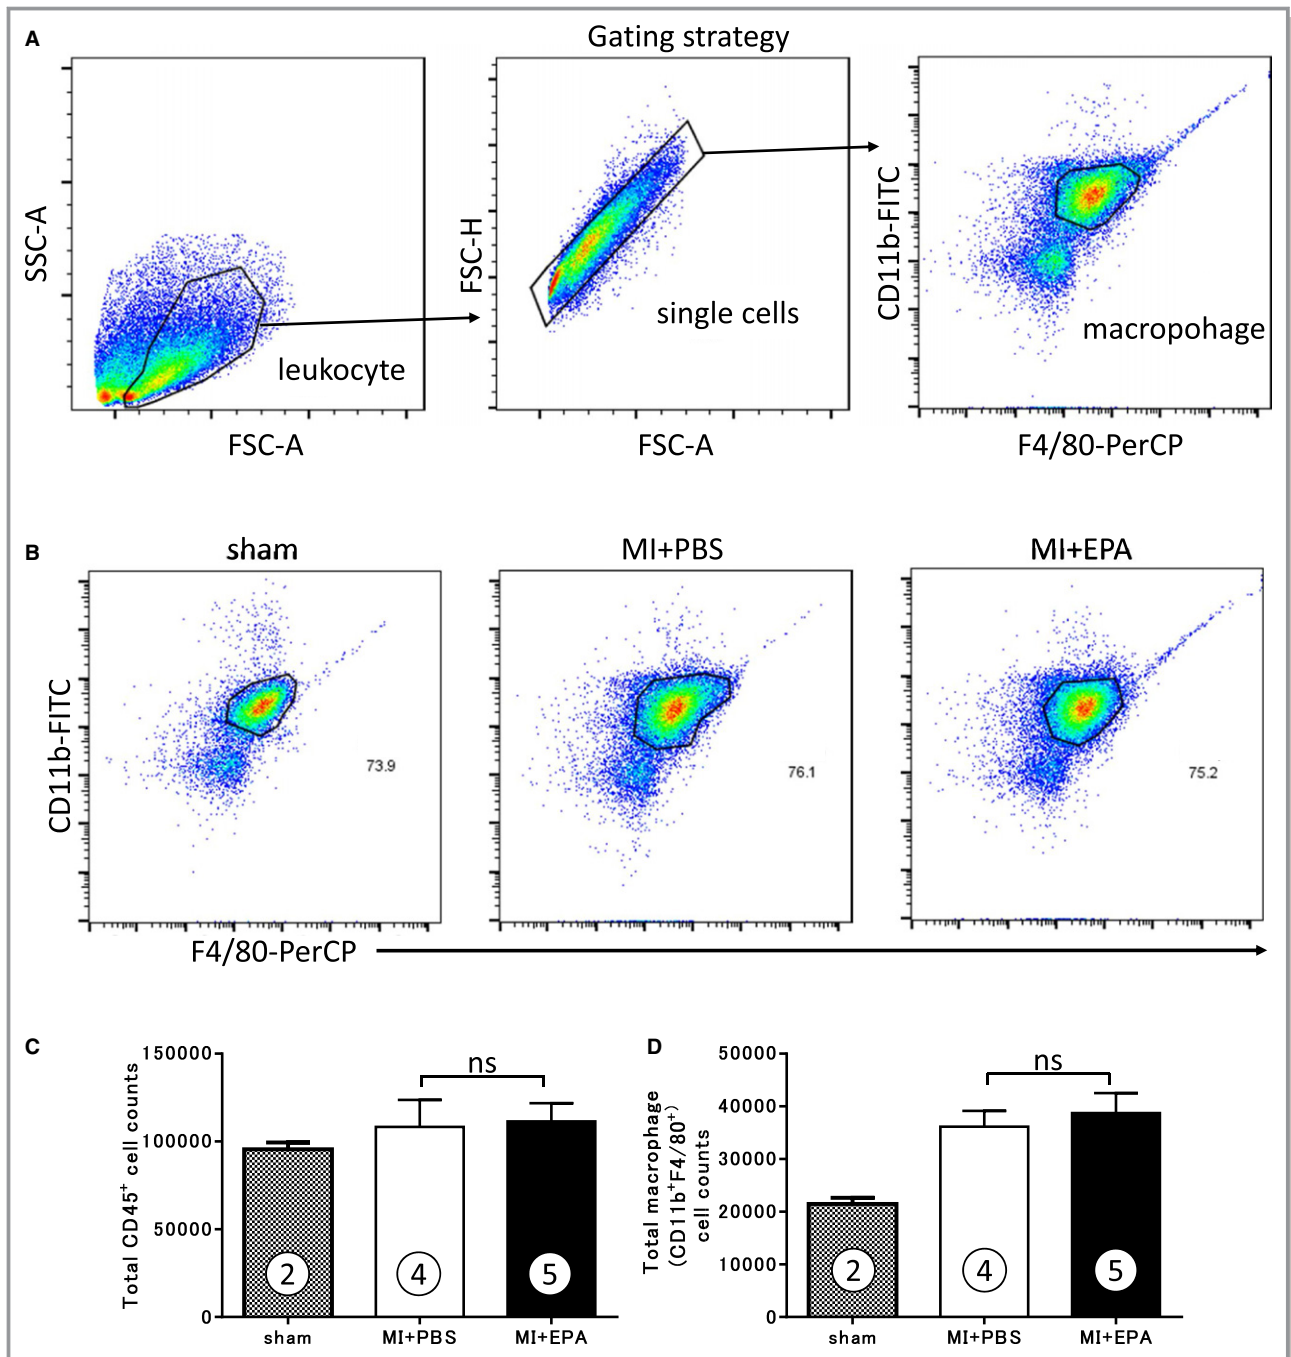 A
Gating strategy
SSC-A
leukocyte
FSC-A
FSC-H
single cells
FSC-A
CD11b-FITC
macropohage
F4/80-PerCP
B
sham
MI+PBS
MI+EPA
CD11b-FITC
73.9
76.1
75.2
F4/80-PerCP
C
Total CD45+ cell counts
150000
100000
50000
0
ns
2
4
5
sham
MI+PBS
MI+EPA
D
Total macrophage
(CD11b+F4/80+)
cell counts
50000
40000
30000
20000
10000
0
ns
2
4
5
sham
MI+PBS
MI+EPA